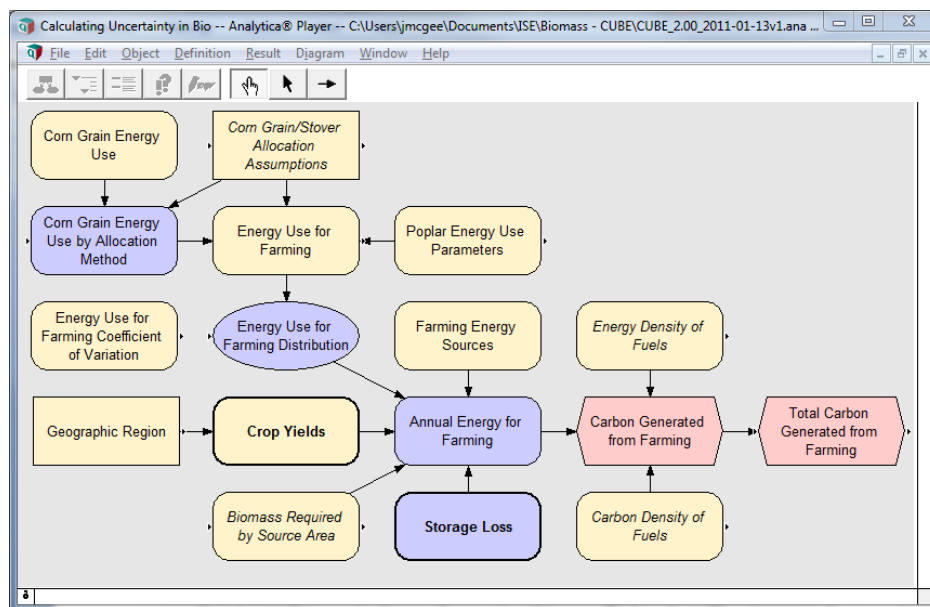 Calculating Uncertainty in Bio -- Analytica® Player -- C:\Users\jmcgee\Documents\ISE\Biomass - CUBE\CUBE_2.00_2011-01-13v1.ana ...
File Edit Object Definition Result Diagram Window Help
Corn Grain Energy
Use
Corn Grain/Stover
Allocation
Assumptions
Corn Grain Energy
Use by Allocation
Method
Energy Use for
Farming
Poplar Energy Use
Parameters
Energy Use for
Farming Coefficient
of Variation
Energy Use for
Farming Distribution
Farming Energy
Sources
Energy Density of
Fuels
Geographic Region
Crop Yields
Annual Energy for
Farming
Carbon Generated
from Farming
Total Carbon
Generated from
Farming
Biomass Required
by Source Area
Storage Loss
Carbon Density of
Fuels